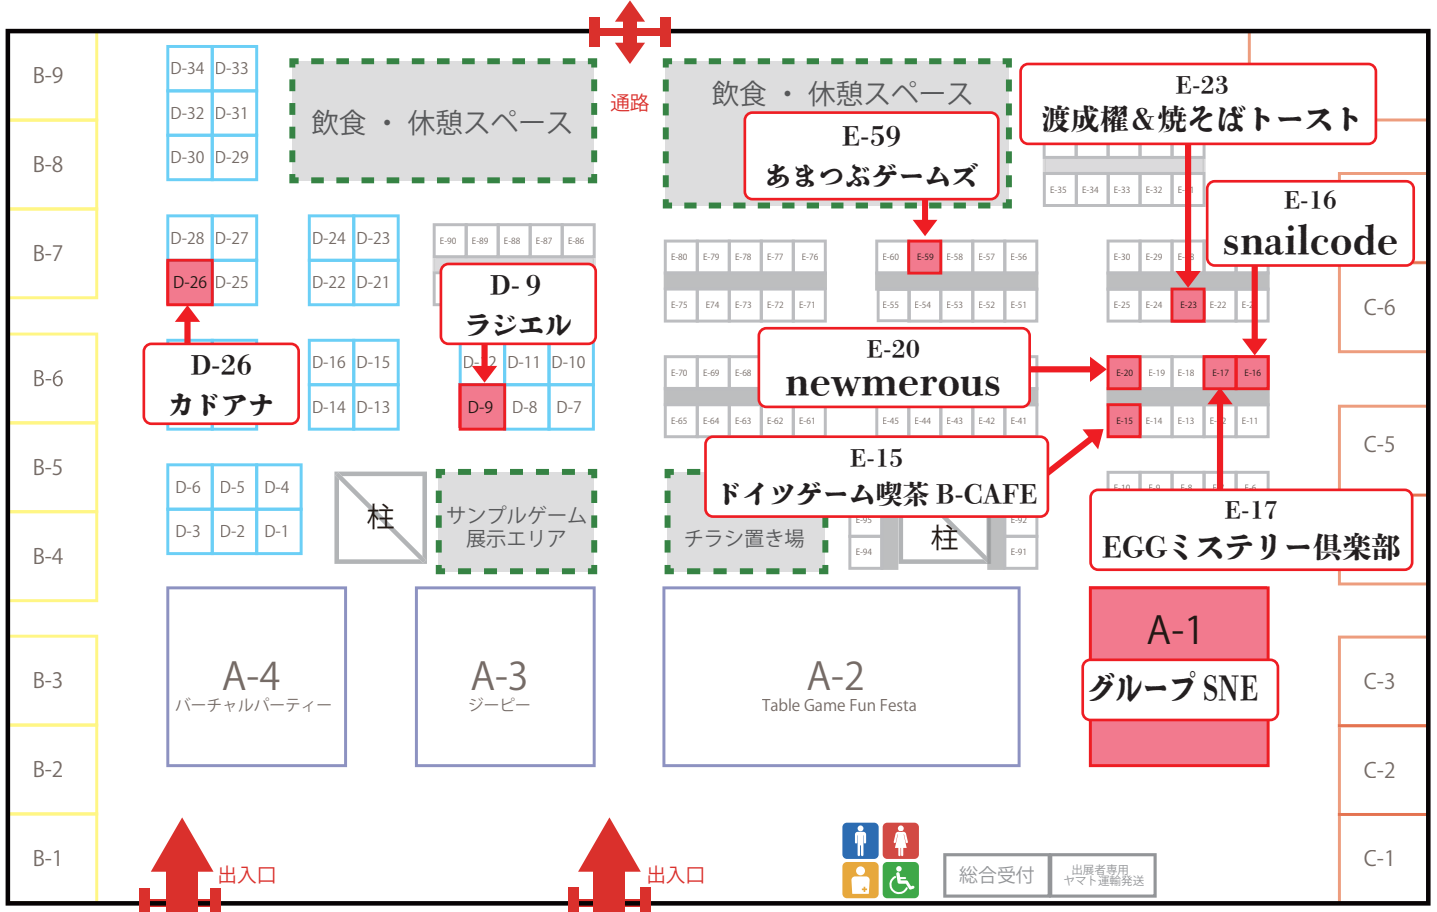 B-9
B-8
B-7
B-6
B-5
B-4
B-3
B-2
B-1
D-34 D-33
D-32 D-31
D-30 D-29
D-28 D-27
D-26 D-25
D-26
カドアナ
D-24 D-23
D-22 D-21
D-16 D-15
D-14 D-13
D-6 D-5 D-4
D-3 D-2 D-1
飲食・休憩スペース
通路
飲食・休憩スペース
E-90 E-89 E-88 E-87 E-86
D-9
ラジエル
D-11 D-10
D-9 D-8 D-7
柱
サンプルゲーム
展示エリア
E-59
あまつぶゲームズ
E-80 E-79 E-78 E-77 E-76
E-75 E74 E-73 E-72 E-71
E-60 E-59 E-58 E-57 E-56
E-55 E-54 E-53 E-52 E-51
E-70 E-69 E-68
E-65 E-64 E-63 E-62 E-61
E-45 E-44 E-43 E-42 E-41
E-20
newmerous
E-15
ドイツゲーム喫茶 B-CAFE
チラシ置き場
E-95
E-94
柱
E-92
E-91
E-23
渡成櫂＆焼そばトースト
E-35 E-34 E-33 E-32
E-16
snailcode
E-30 E-29
E-25 E-24 E-23 E-22
E-20 E-19 E-18 E-17 E-16
E-15 E-14 E-13 E-11
E-17
EGGミステリー倶楽部
C-6
C-5
C-3
C-2
C-1
A-4
バーチャルパーティー
A-3
ジーピー
A-2
Table Game Fun Festa
A-1
グループSNE
出入口
出入口
総合受付
出展者専用
ヤマト運輸発送